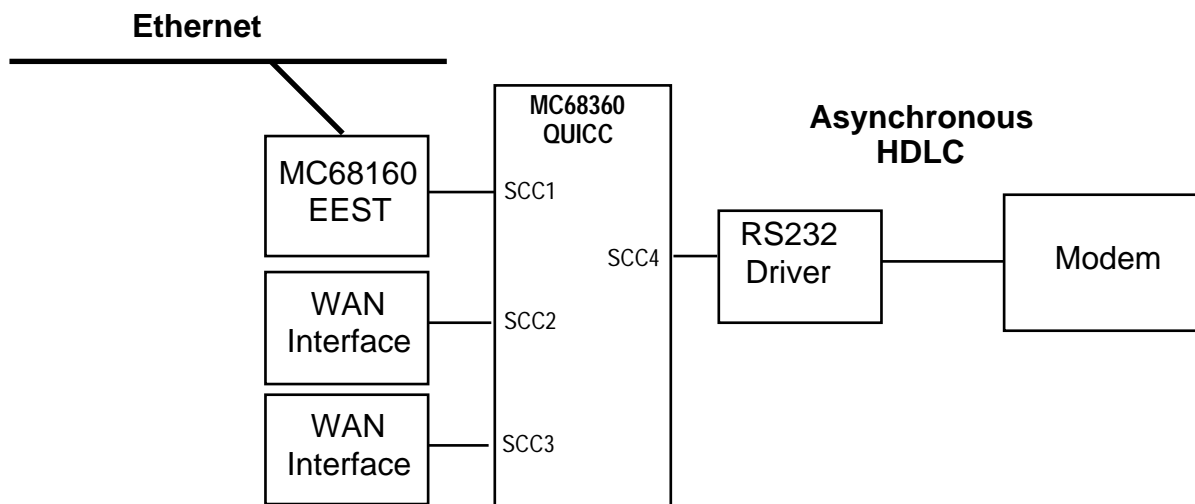 Ethernet
MC68160
EEST
WAN
Interface
WAN
Interface
MC68360
QUICC
SCC1
SCC2
SCC3
SCC4
Asynchronous
HDLC
RS232
Driver
Modem